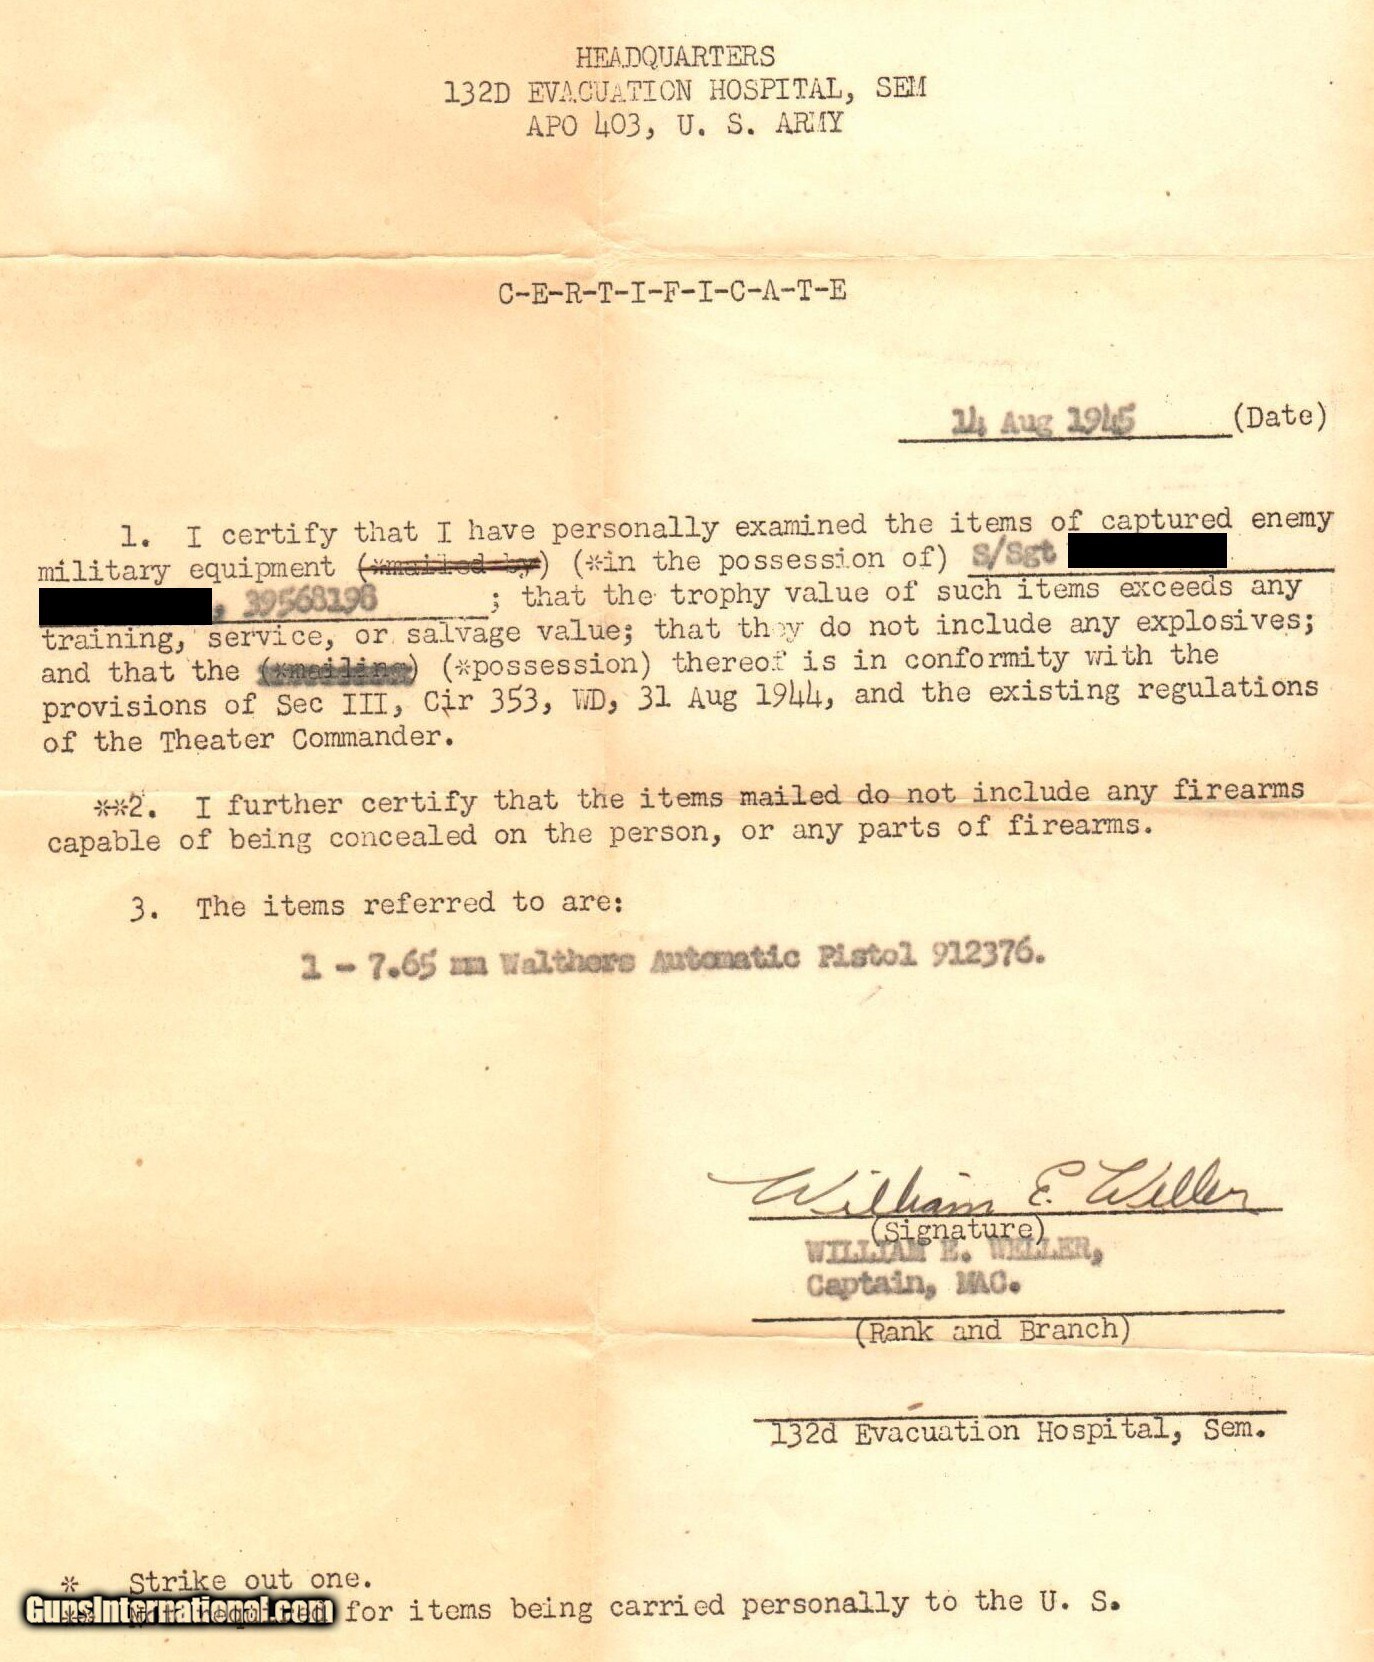 HEADQUARTERS
132D EVACUATION HOSPITAL, SEM
APO 403, U. S. ARMY
C-E-R-T-I-F-I-C-A-T-E
14 Aug 1945 (Date)
1. I certify that I have personally examined the items of captured enemy
military equipment (*mailed by) (*in the possession of) S/Sgt
, 39568198 ; that the trophy value of such items exceeds any
training, service, or salvage value; that they do not include any explosives;
and that the (*mailing) (*possession) thereof is in conformity with the
provisions of Sec III, Cir 353, WD, 31 Aug 1944, and the existing regulations
of the Theater Commander.
**2. I further certify that the items mailed do not include any firearms
capable of being concealed on the person, or any parts of firearms.
3. The items referred to are:
1 - 7.65 mm Walthers Automatic Pistol 912376.
William E. Weller
(Signature)
WILLIAM E. WELLER,
Captain, MAC.
(Rank and Branch)
132d Evacuation Hospital, Sem.
* Strike out one.
** Not required for items being carried personally to the U. S.
GunsInternational.com